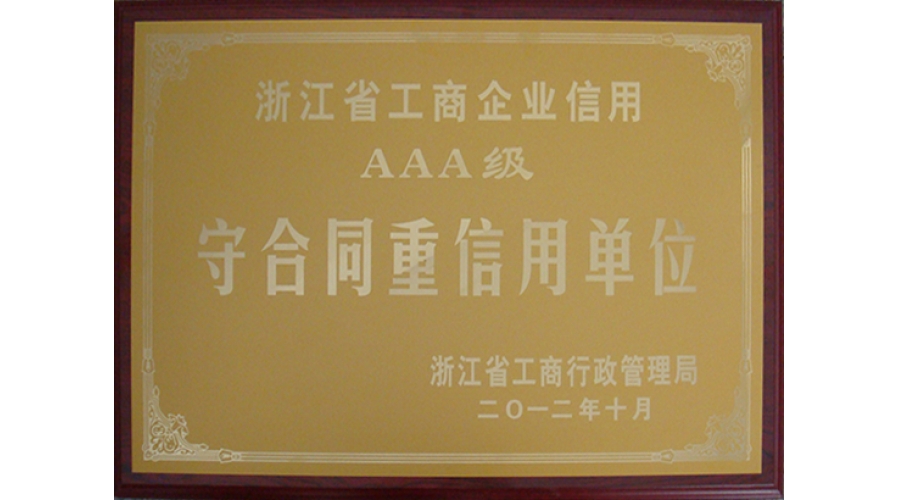 浙江省工商企业信用
AAA级
守合同重信用单位
浙江省工商行政管理局
二〇一二年十月